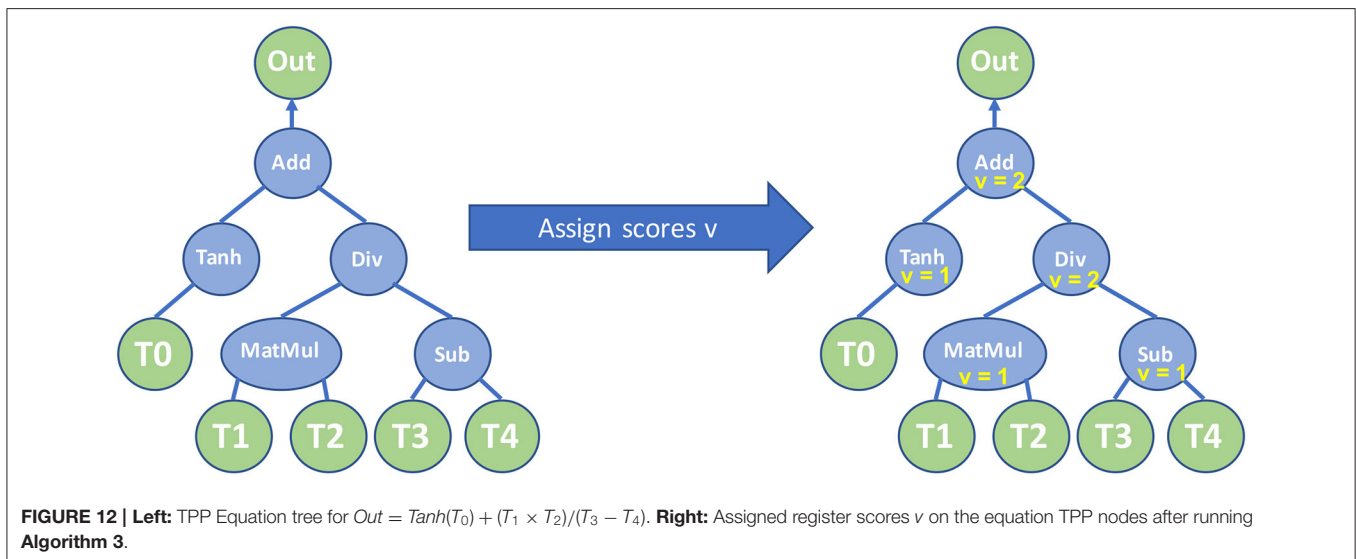 Out
Out
Add
Add
v = 2
Assign scores v
Tanh
Div
Tanh
v = 1
Div
v = 2
T0
MatMul
Sub
T0
MatMul
v = 1
Sub
v = 1
T1
T2
T3
T4
T1
T2
T3
T4
FIGURE 12 | Left: TPP Equation tree for Out = Tanh(T0) + (T1 × T2)/(T3 − T4). Right: Assigned register scores v on the equation TPP nodes after running
Algorithm 3.